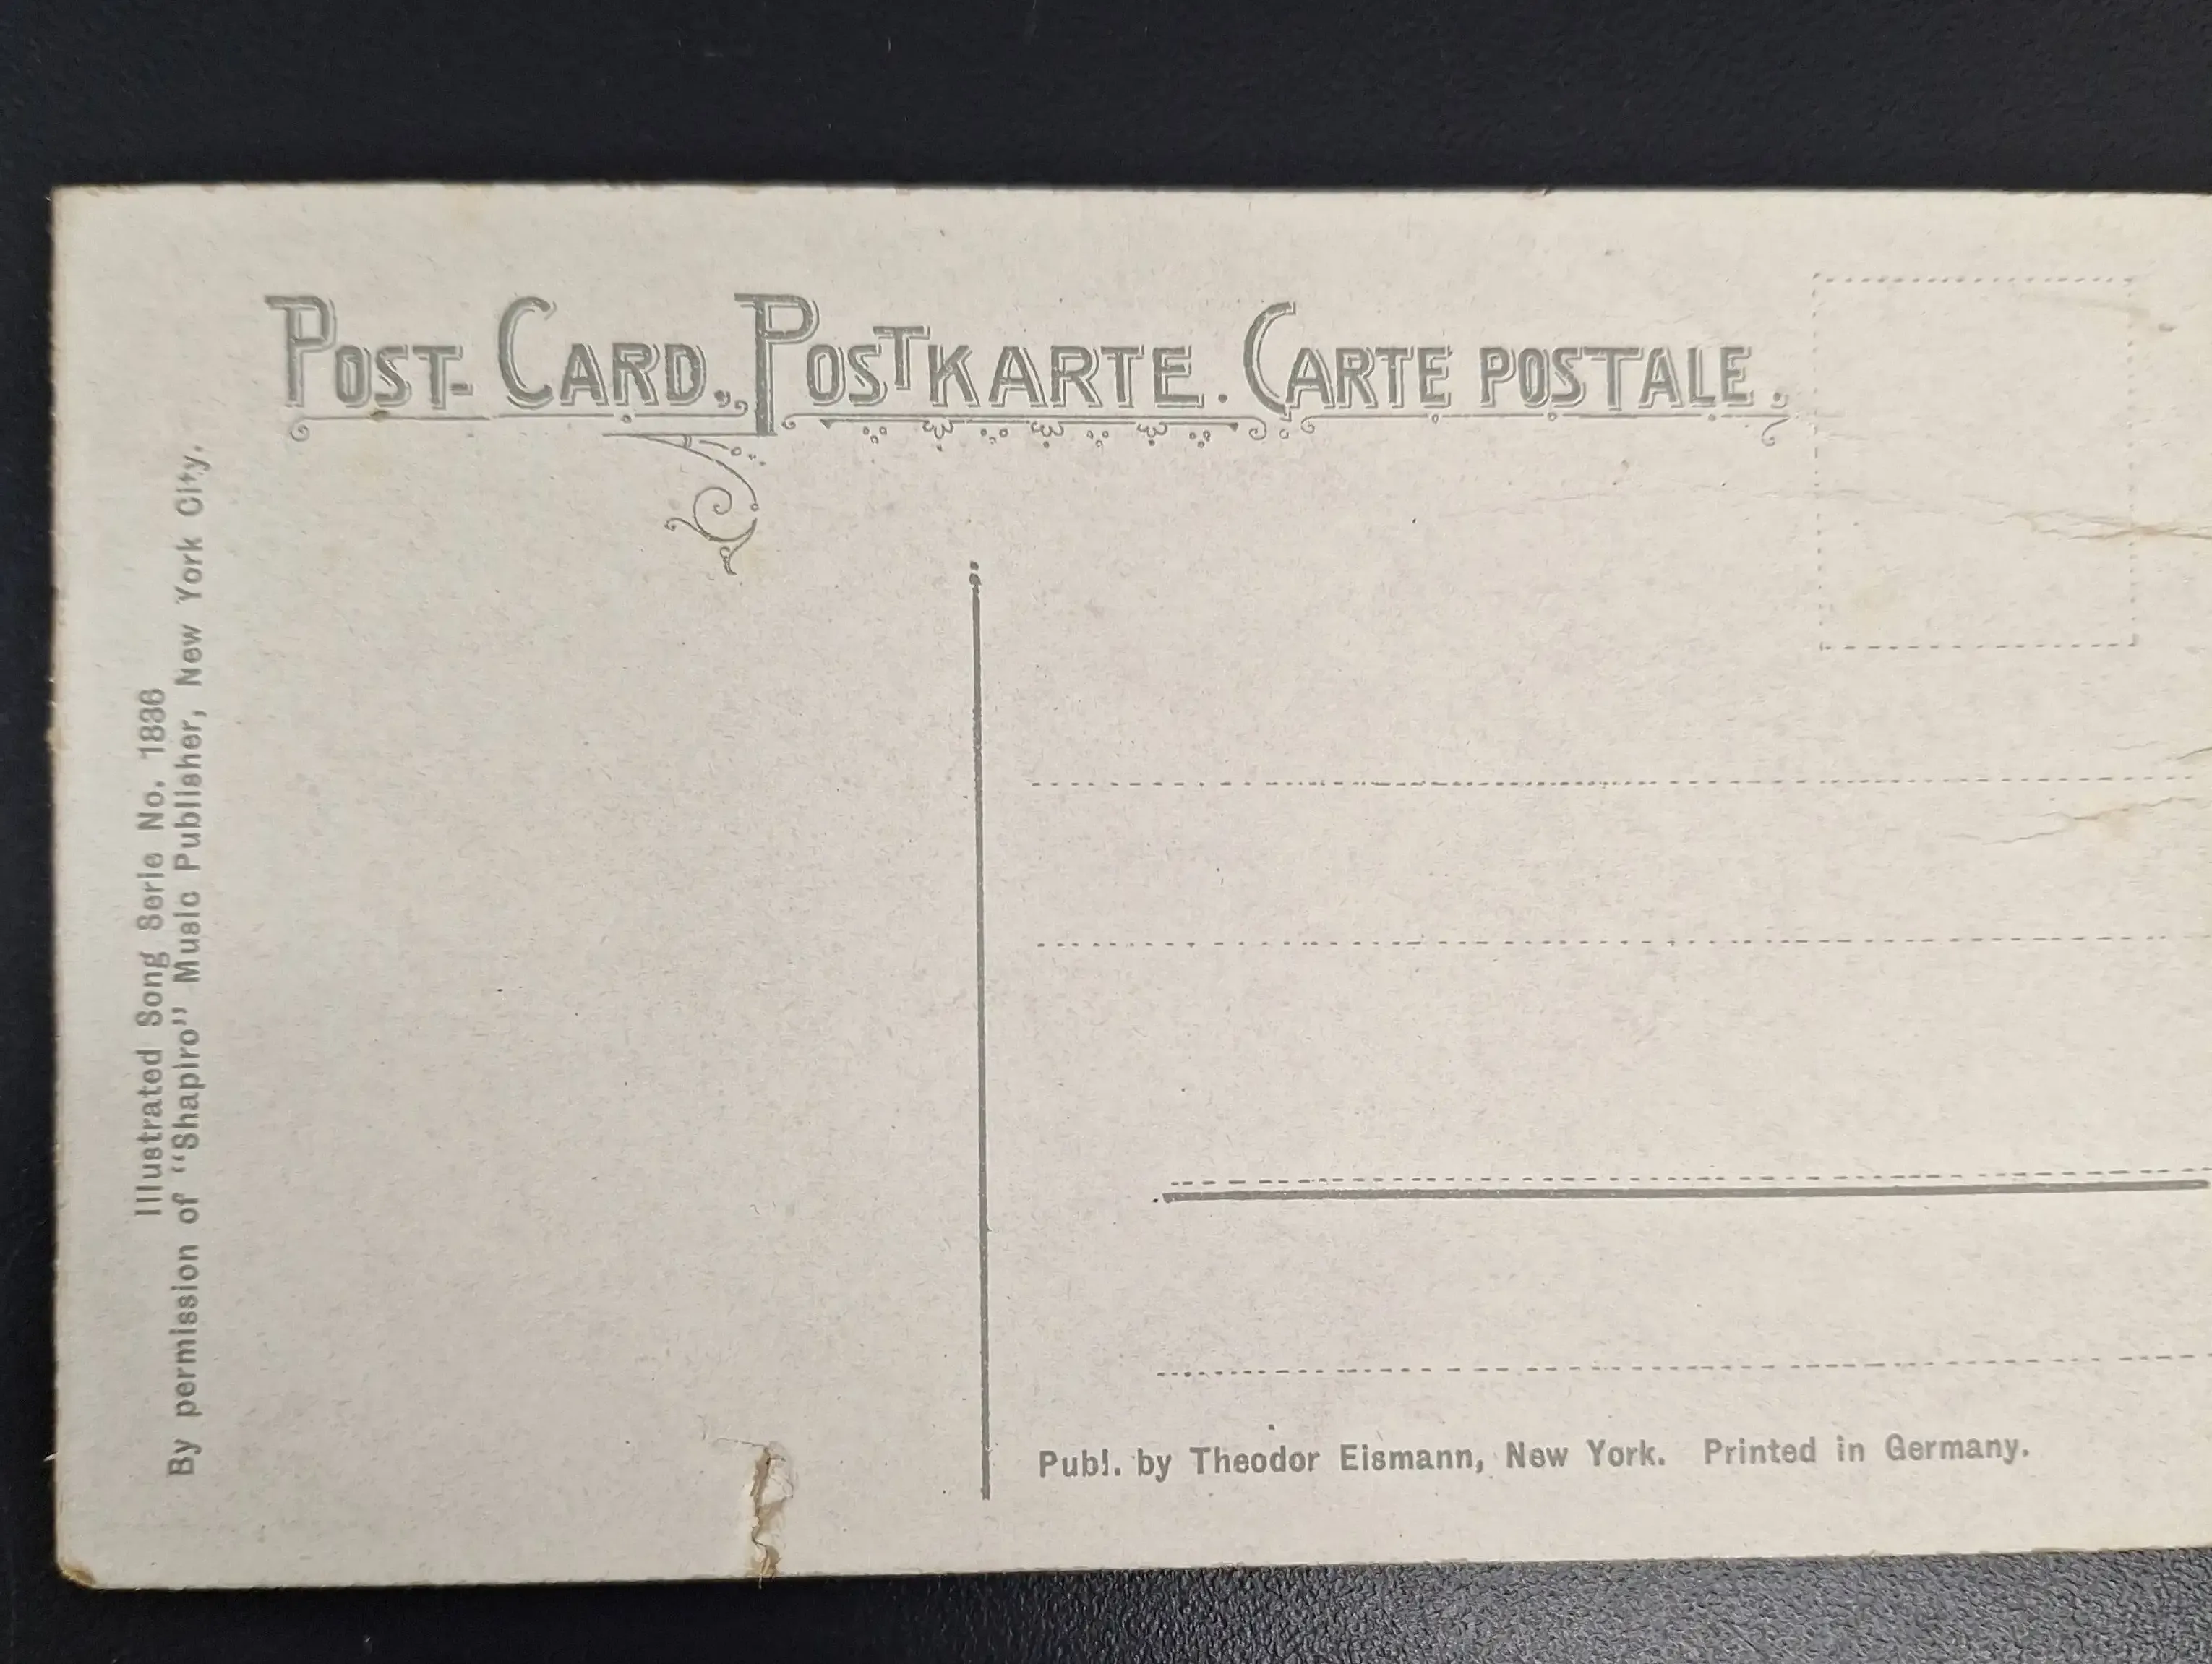 POST-CARD. POSTKARTE. CARTE POSTALE.
Illustrated Song Serie No. 1836
By permission of "Shapiro" Music Publisher, New York City.
Publ. by Theodor Eismann, New York. Printed in Germany.